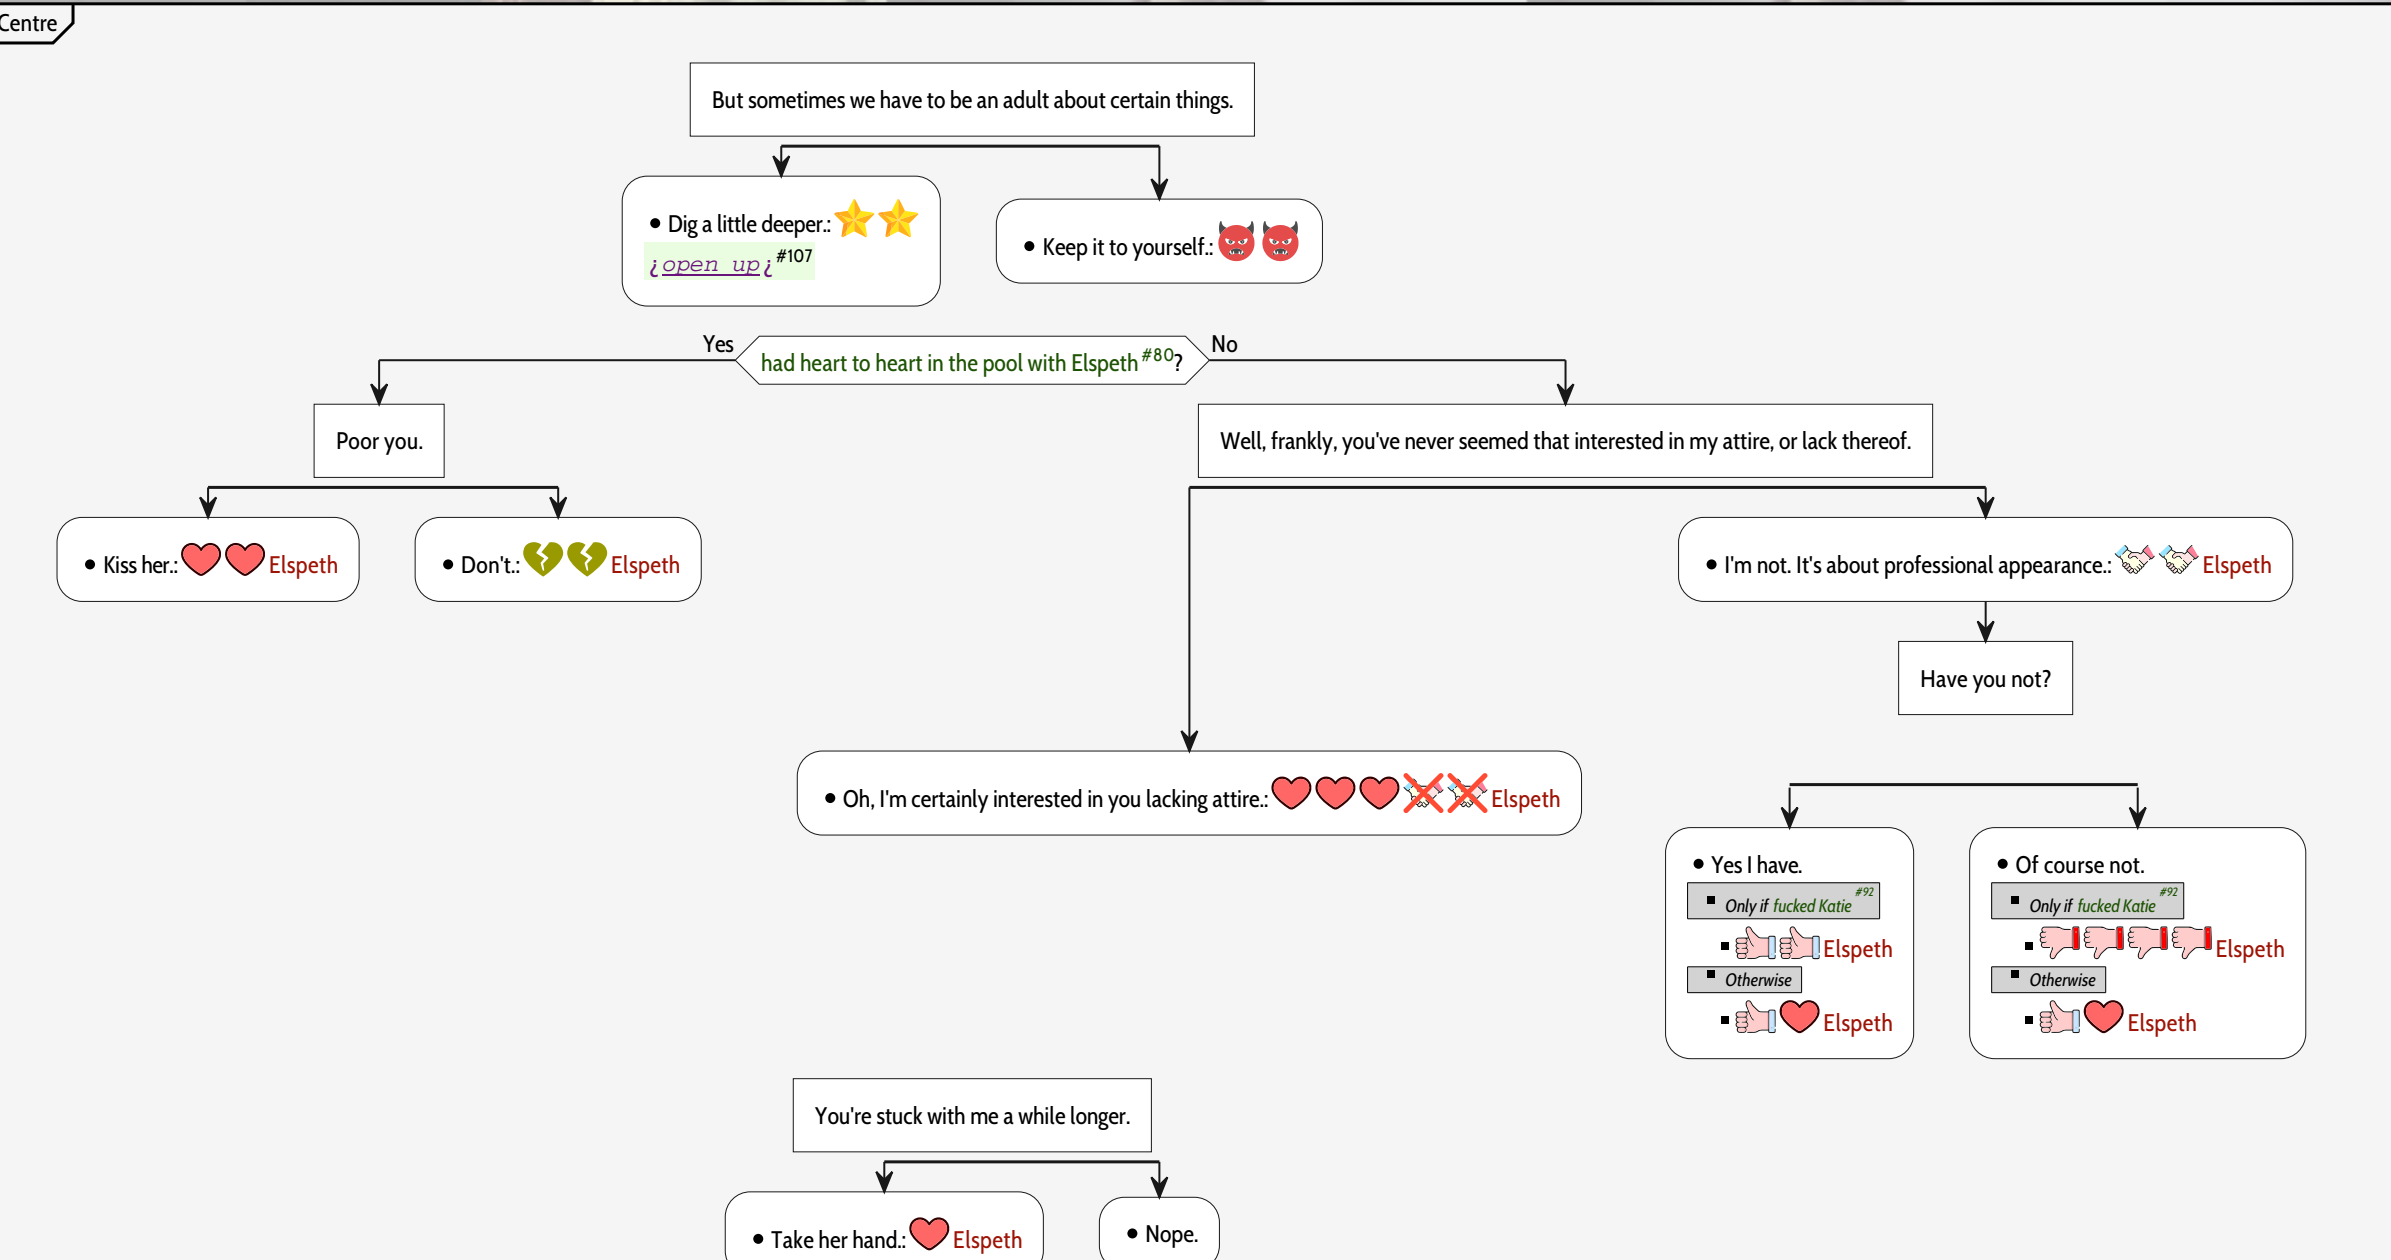 Centre
But sometimes we have to be an adult about certain things.
• Dig a little deeper.:
¿open up¿#107
• Keep it to yourself.:
Yes
had heart to heart in the pool with Elspeth#80?
No
Poor you.
Well, frankly, you've never seemed that interested in my attire, or lack thereof.
• Kiss her.: Elspeth
• Don't.: Elspeth
• I'm not. It's about professional appearance.: Elspeth
Have you not?
• Oh, I'm certainly interested in you lacking attire.: Elspeth
• Yes I have.
Only if fucked Katie #92
Elspeth
Otherwise
Elspeth
• Of course not.
Only if fucked Katie #92
Elspeth
Otherwise
Elspeth
You're stuck with me a while longer.
• Take her hand.: Elspeth
• Nope.